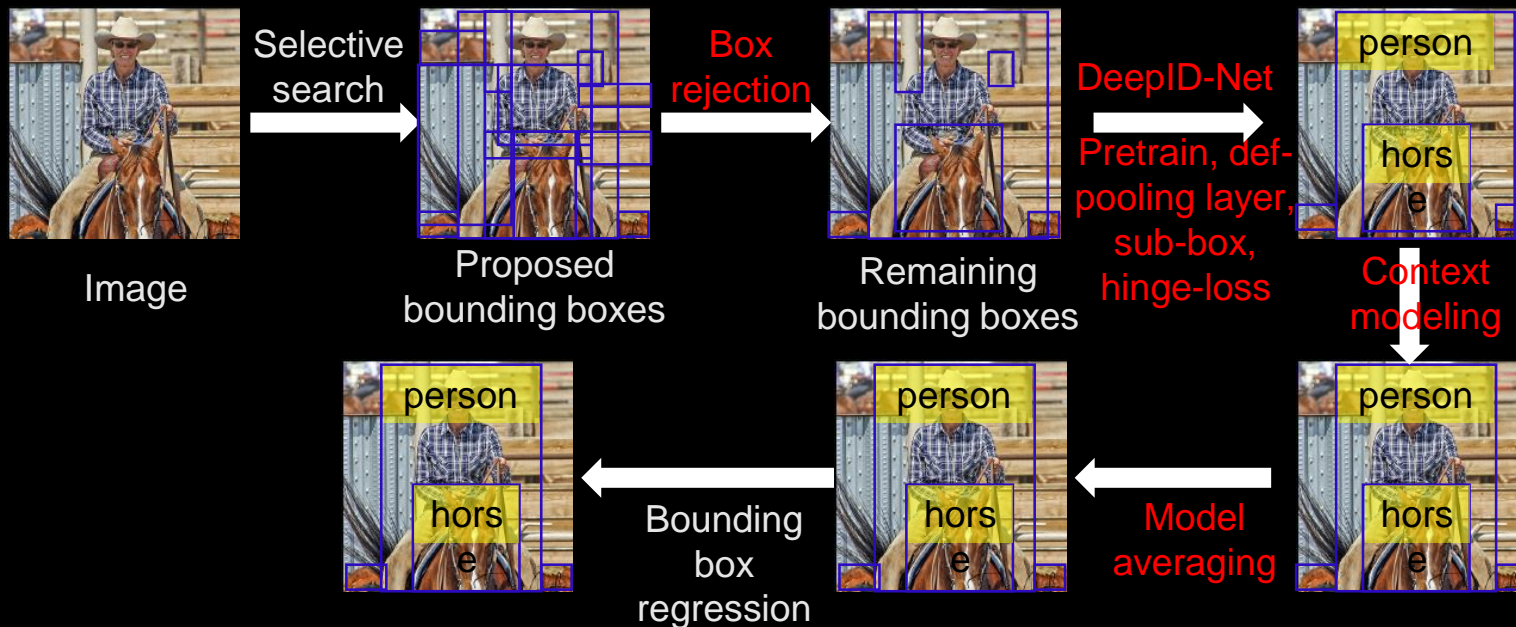 Selective
search
Box
rejection
DeepID-Net
Pretrain, def-
pooling layer,
sub-box,
hinge-loss
person
hors
e
Image
Proposed
bounding boxes
Remaining
bounding boxes
Context
modeling
person
hors
e
Model
averaging
person
hors
e
Bounding
box
regression
person
hors
e